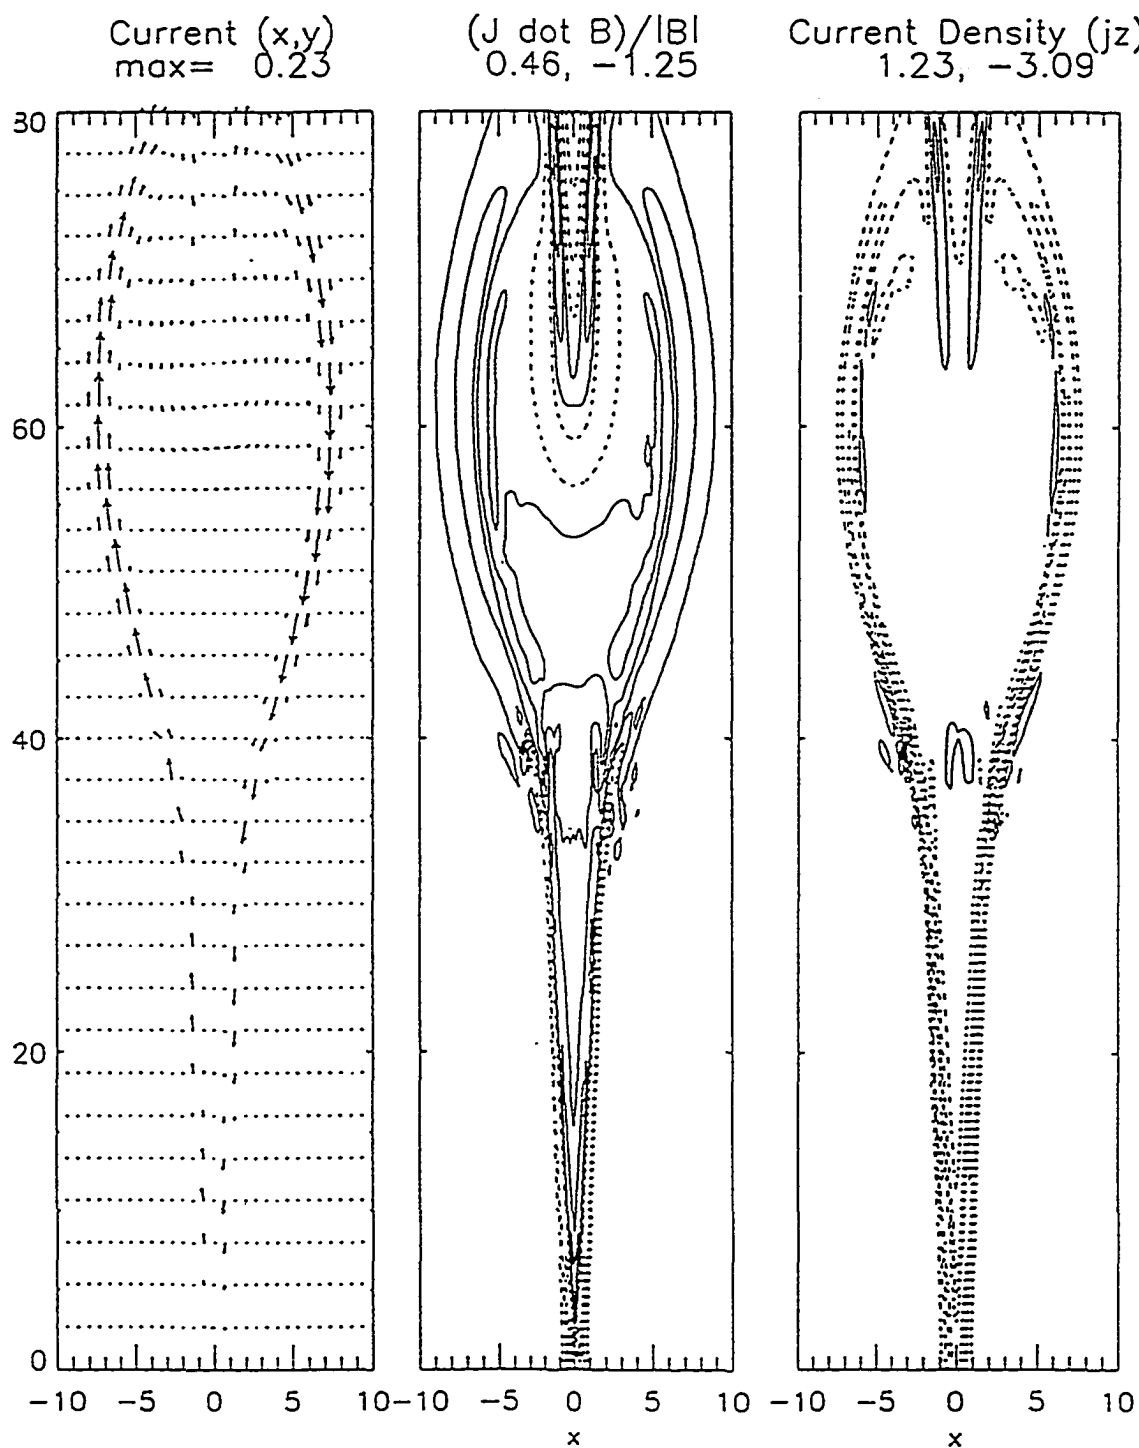 Current (x,y)
max= 0.23
(J dot B)/|B|
0.46, -1.25
Current Density (jz)
1.23, -3.09
80
60
40
20
0
-10 -5 0 5 10
-10 -5 0 5 10
-10 -5 0 5 10
x
x